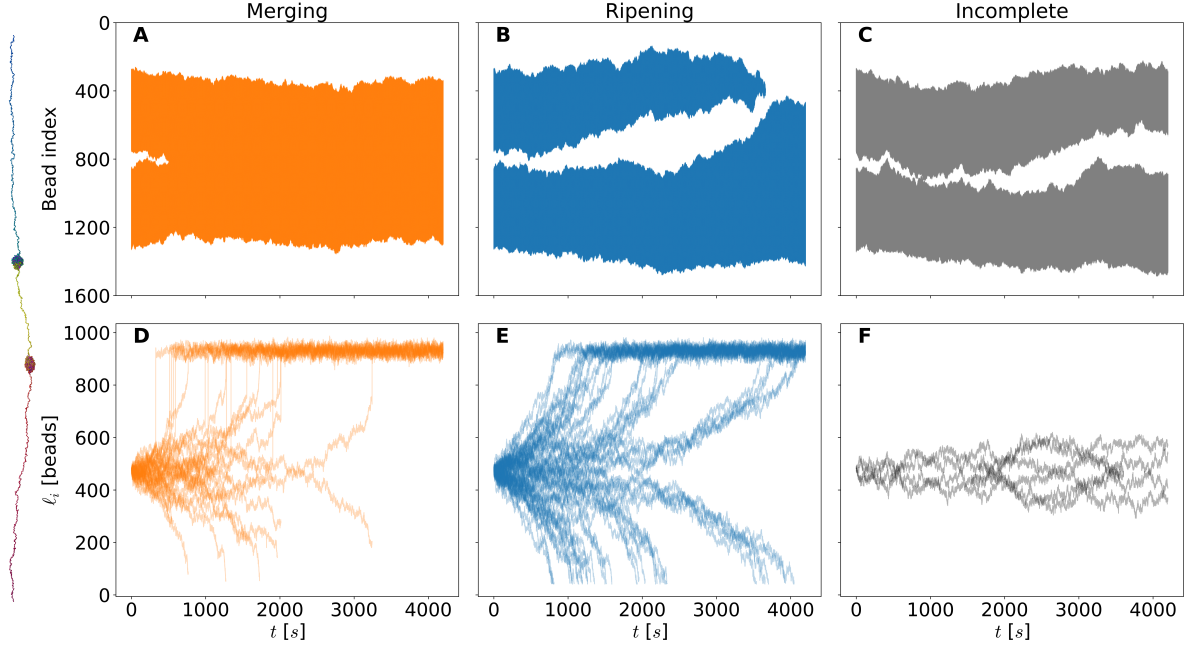 Merging Ripening Incomplete
A B C
0
400
800
1200
1600
Bead index
D E F
1000
800
600
400
200
0
ℓᵢ [beads]
0 1000 2000 3000 4000 0 1000 2000 3000 4000 0 1000 2000 3000 4000
t [s] t [s] t [s]